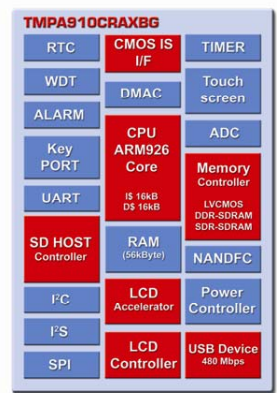 TMPA910CRAXBG
RTC
WDT
ALARM
Key
PORT
UART
SD HOST
Controller
I²C
I²S
SPI
CMOS IS
I/F
DMAC
CPU
ARM926
Core
I$ 16kB
D$ 16kB
RAM
(56kByte)
LCD
Accelerator
LCD
Controller
TIMER
Touch
screen
ADC
Memory
Controller
LVCMOS
DDR-SDRAM
SDR-SDRAM
NANDFC
Power
Controller
USB Device
480 Mbps